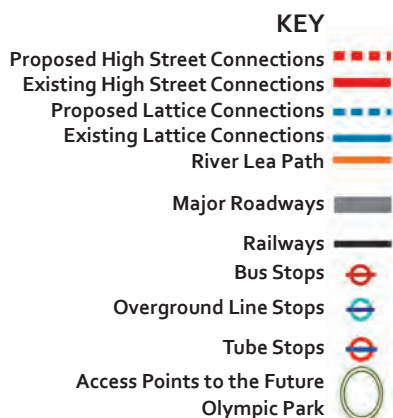 KEY
Proposed High Street Connections
Existing High Street Connections
Proposed Lattice Connections
Existing Lattice Connections
River Lea Path
Major Roadways
Railways
Bus Stops
Overground Line Stops
Tube Stops
Access Points to the Future
Olympic Park